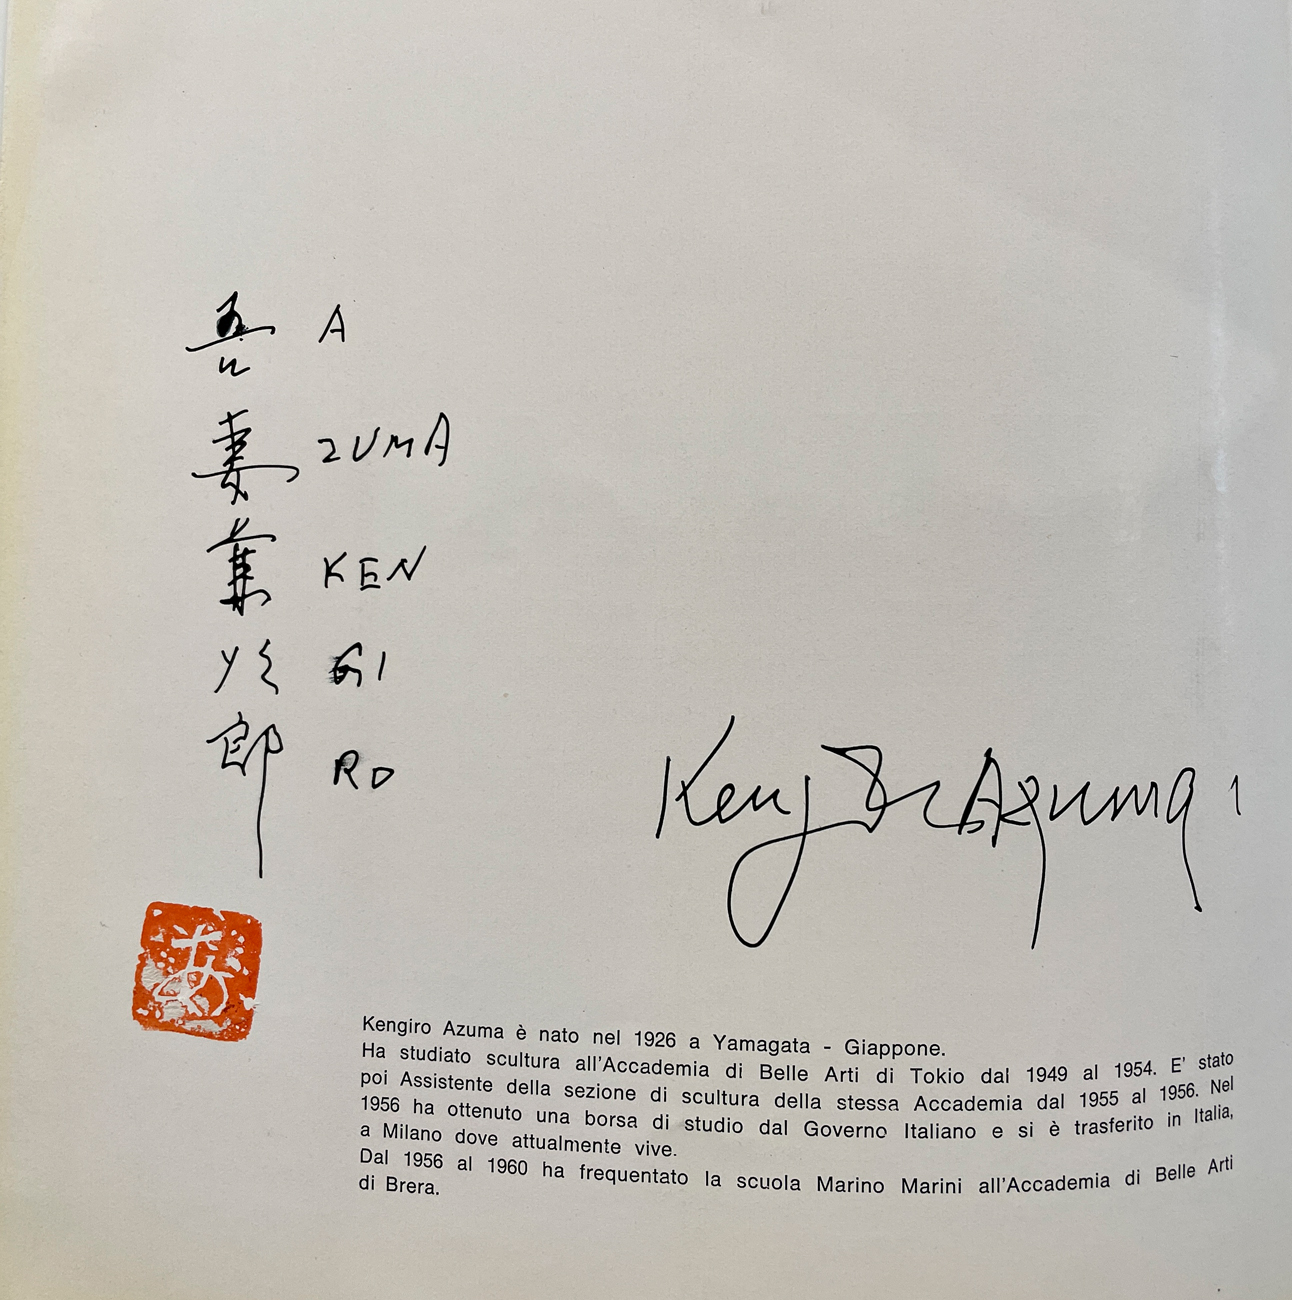 吾 A
妻 ZUMA
兼 KEN
治 GI
郎 RO
Kengiro Azuma
あ
Kengiro Azuma è nato nel 1926 a Yamagata - Giappone.
Ha studiato scultura all'Accademia di Belle Arti di Tokio dal 1949 al 1954. E' stato
poi Assistente della sezione di scultura della stessa Accademia dal 1955 al 1956. Nel
1956 ha ottenuto una borsa di studio dal Governo Italiano e si è trasferito in Italia,
a Milano dove attualmente vive.
Dal 1956 al 1960 ha frequentato la scuola Marino Marini all'Accademia di Belle Arti
di Brera.